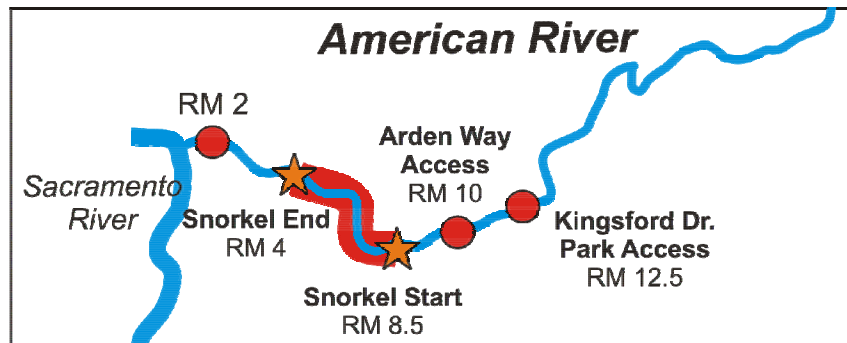 American River
RM 2
Arden Way
Access
RM 10
Sacramento
River
Snorkel End
RM 4
Kingsford Dr.
Park Access
RM 12.5
Snorkel Start
RM 8.5